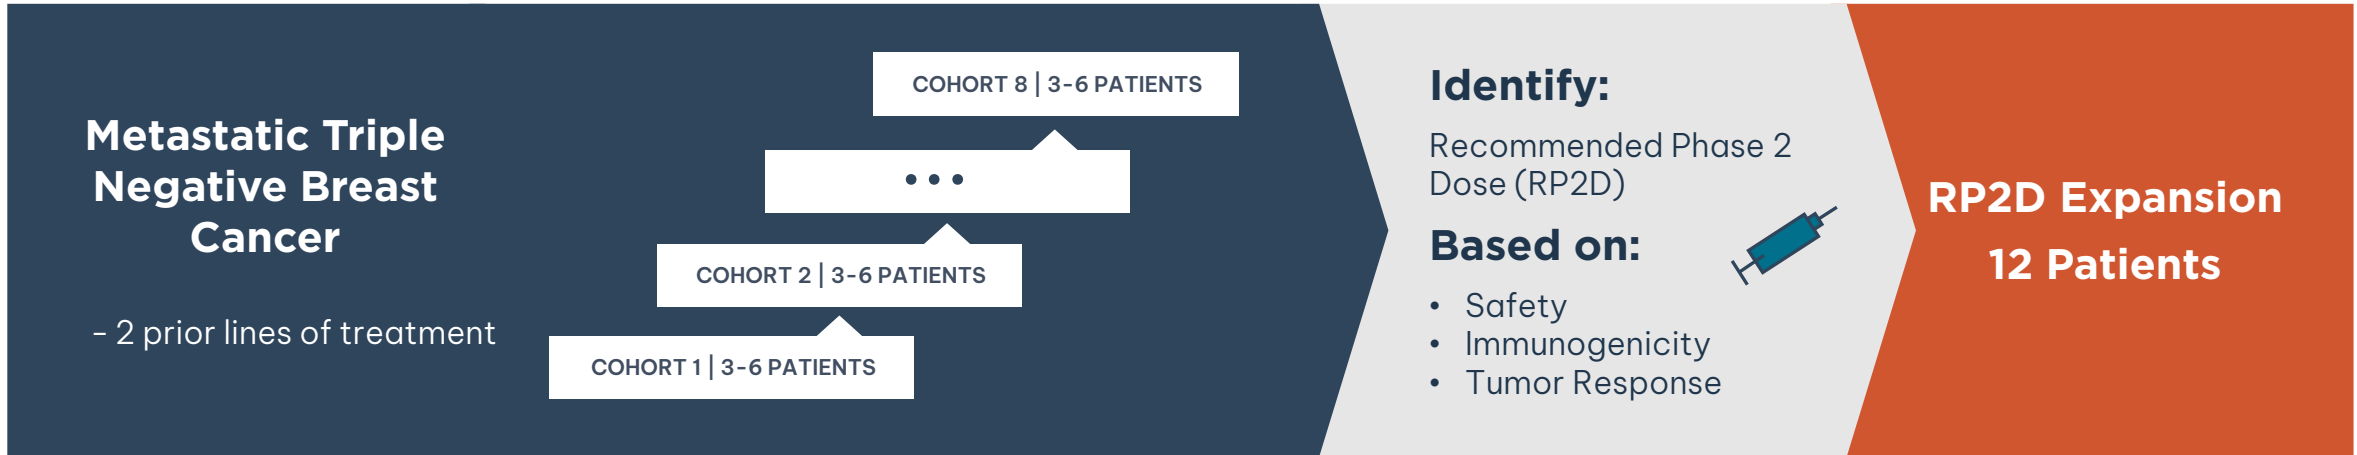 Metastatic Triple
Negative Breast
Cancer
– 2 prior lines of treatment
COHORT 8 | 3-6 PATIENTS
•••
COHORT 2 | 3-6 PATIENTS
COHORT 1 | 3-6 PATIENTS
Identify:
Recommended Phase 2
Dose (RP2D)
Based on:
• Safety
• Immunogenicity
• Tumor Response
RP2D Expansion
12 Patients